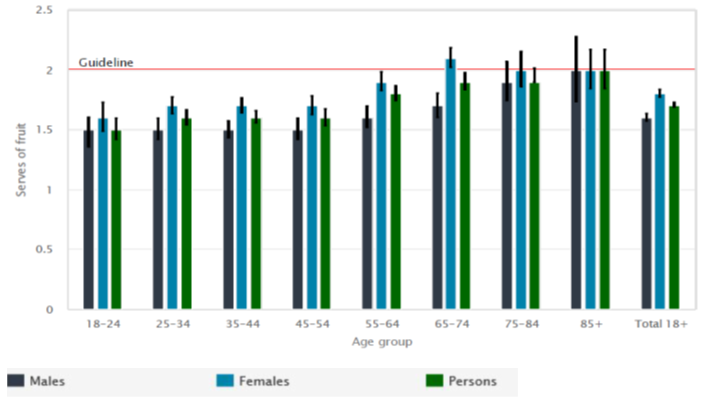 2.5
2
1.5
1
0.5
0
Serves of fruit
Guideline
18-24 25-34 35-44 45-54 55-64 65-74 75-84 85+ Total 18+
Age group
Males Females Persons